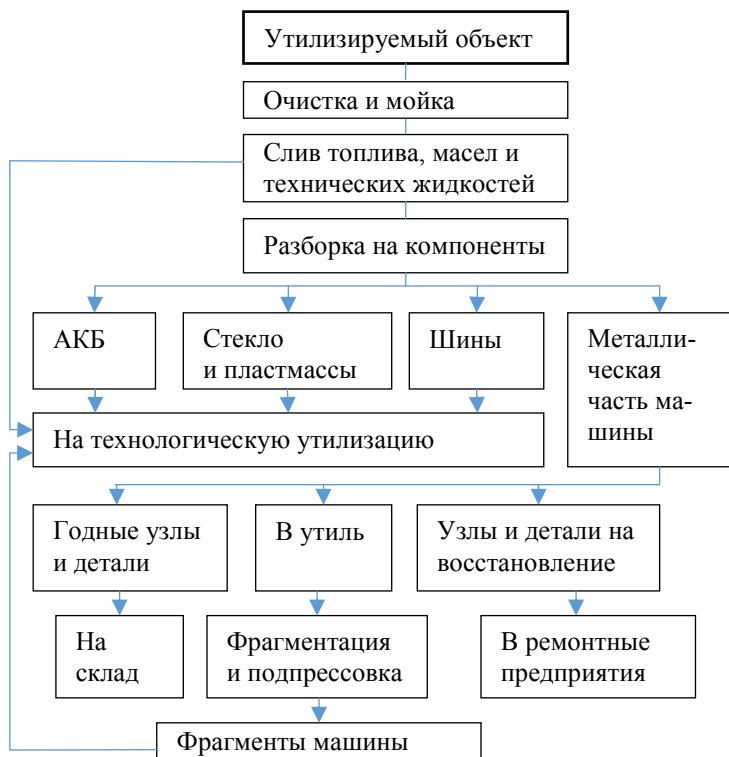 Утилизируемый объект
Очистка и мойка
Слив топлива, масел и
технических жидкостей
Разборка на компоненты
АКБ
Стекло
и пластмассы
Шины
Металли-
ческая
часть ма-
шины
На технологическую утилизацию
Годные узлы
и детали
В утиль
Узлы и детали на
восстановление
На
склад
Фрагментация
и подпрессовка
В ремонтные
предприятия
Фрагменты машины